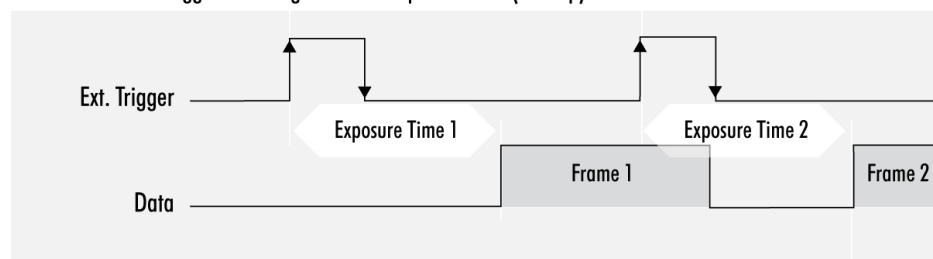 Ext. Trigger
Exposure Time 1
Exposure Time 2
Frame 1
Frame 2
Data